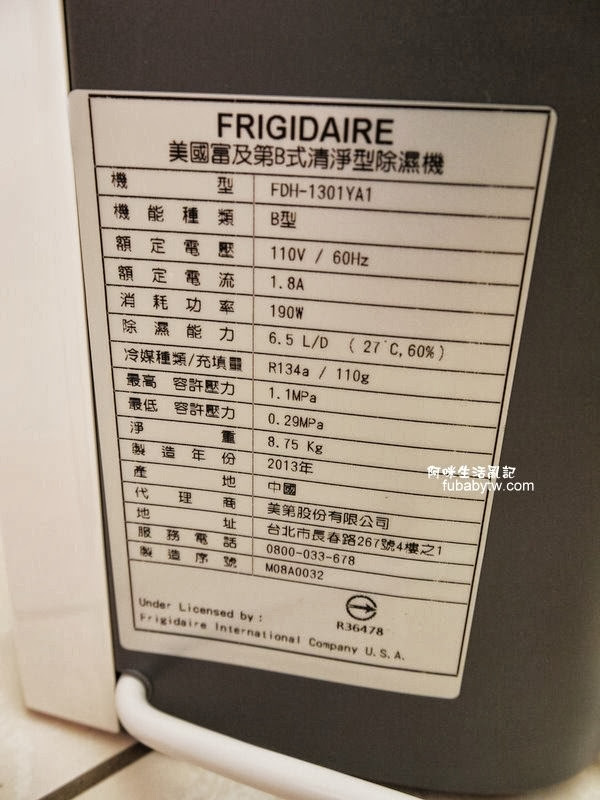 FRIGIDAIRE
美國富及第B式清淨型除濕機
機型 FDH-1301YA1
機能種類 B型
額定電壓 110V / 60Hz
額定電流 1.8A
消耗功率 190W
除濕能力 6.5 L/D ( 27°C,60%)
冷媒種類/充填量 R134a / 110g
最高 容許壓力 1.1MPa
最低 容許壓力 0.29MPa
淨重 8.75 Kg
製造年份 2013年
產地 中國
代理商 美第股份有限公司
地址 台北市長春路267號4樓之1
服務電話 0800-033-678
製造序號 M08A0032
R36478
Under Licensed by :
Frigidaire International Company U.S.A.
阿咪生活亂記
fubabytw.com